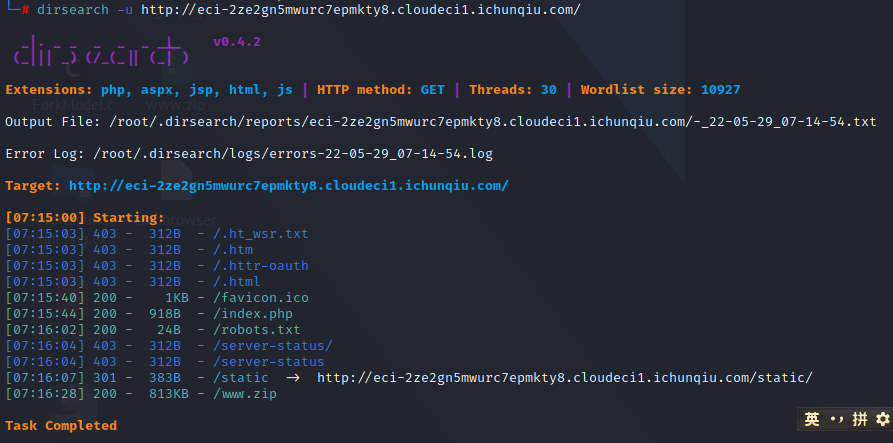 └─# dirsearch -u http://eci-2ze2gn5mwurc7epmkty8.cloudeci1.ichunqiu.com/
  _|. _ _  _  _  _ _|_    v0.4.2
 (_||| _) (/_(_|| (_| )
Extensions: php, aspx, jsp, html, js | HTTP method: GET | Threads: 30 | Wordlist size: 10927
Output File: /root/.dirsearch/reports/eci-2ze2gn5mwurc7epmkty8.cloudeci1.ichunqiu.com/-_22-05-29_07-14-54.txt
Error Log: /root/.dirsearch/logs/errors-22-05-29_07-14-54.log
Target: http://eci-2ze2gn5mwurc7epmkty8.cloudeci1.ichunqiu.com/
[07:15:00] Starting:
[07:15:03] 403 -  312B  - /.ht_wsr.txt
[07:15:03] 403 -  312B  - /.htm
[07:15:03] 403 -  312B  - /.httr-oauth
[07:15:03] 403 -  312B  - /.html
[07:15:40] 200 -    1KB - /favicon.ico
[07:15:44] 200 -  918B  - /index.php
[07:16:02] 200 -   24B  - /robots.txt
[07:16:04] 403 -  312B  - /server-status/
[07:16:04] 403 -  312B  - /server-status
[07:16:07] 301 -  383B  - /static  →  http://eci-2ze2gn5mwurc7epmkty8.cloudeci1.ichunqiu.com/static/
[07:16:28] 200 -  813KB - /www.zip
Task Completed
ForkModel.c
www.zip
browser
英 拼